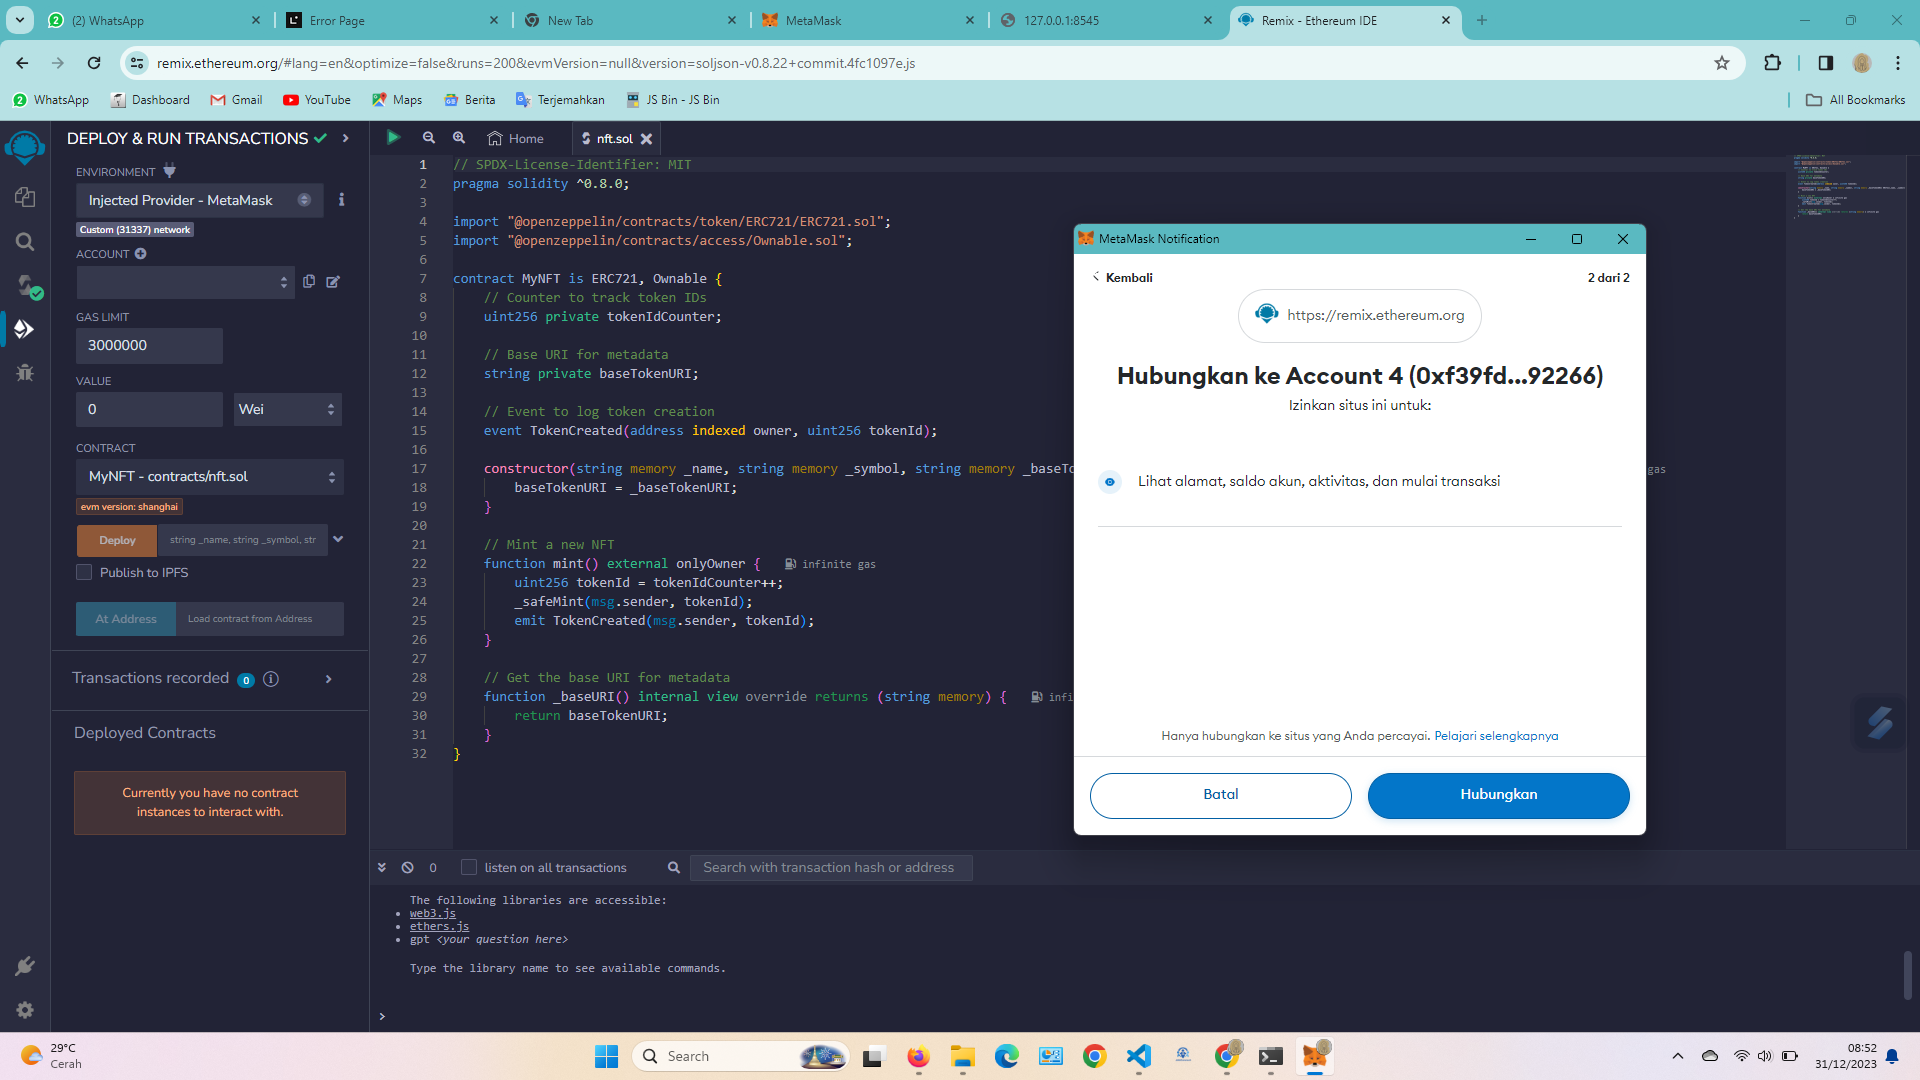 (2) WhatsApp
Error Page
New Tab
MetaMask
127.0.0.1:8545
Remix - Ethereum IDE
remix.ethereum.org/#lang=en&optimize=false&runs=200&evmVersion=null&version=soljson-v0.8.22+commit.4fc1097e.js
WhatsApp
Dashboard
Gmail
YouTube
Maps
Berita
Terjemahkan
JS Bin - JS Bin
All Bookmarks
DEPLOY & RUN TRANSACTIONS
ENVIRONMENT
Injected Provider - MetaMask
Custom (31337) network
ACCOUNT
GAS LIMIT
3000000
VALUE
0
Wei
CONTRACT
MyNFT - contracts/nft.sol
evm version: shanghai
Deploy
string _name, string _symbol, str
Publish to IPFS
At Address
Load contract from Address
Transactions recorded 0
Deployed Contracts
Currently you have no contract
instances to interact with.
Home
nft.sol
1 // SPDX-License-Identifier: MIT
2 pragma solidity ^0.8.0;
3
4 import "@openzeppelin/contracts/token/ERC721/ERC721.sol";
5 import "@openzeppelin/contracts/access/Ownable.sol";
6
7 contract MyNFT is ERC721, Ownable {
8 // Counter to track token IDs
9 uint256 private tokenIdCounter;
10
11 // Base URI for metadata
12 string private baseTokenURI;
13
14 // Event to log token creation
15 event TokenCreated(address indexed owner, uint256 tokenId);
16
17 constructor(string memory _name, string memory _symbol, string memory _baseTo
gas
18 baseTokenURI = _baseTokenURI;
19 }
20
21 // Mint a new NFT
22 function mint() external onlyOwner { infinite gas
23 uint256 tokenId = tokenIdCounter++;
24 _safeMint(msg.sender, tokenId);
25 emit TokenCreated(msg.sender, tokenId);
26 }
27
28 // Get the base URI for metadata
29 function _baseURI() internal view override returns (string memory) { infi
30 return baseTokenURI;
31 }
32 }
MetaMask Notification
Kembali
2 dari 2
https://remix.ethereum.org
Hubungkan ke Account 4 (0xf39fd...92266)
Izinkan situs ini untuk:
Lihat alamat, saldo akun, aktivitas, dan mulai transaksi
Hanya hubungkan ke situs yang Anda percayai. Pelajari selengkapnya
Batal
Hubungkan
0
listen on all transactions
Search with transaction hash or address
The following libraries are accessible:
• web3.js
• ethers.js
• gpt <your question here>
Type the library name to see available commands.
>
29°C
Cerah
Search
08:52
31/12/2023